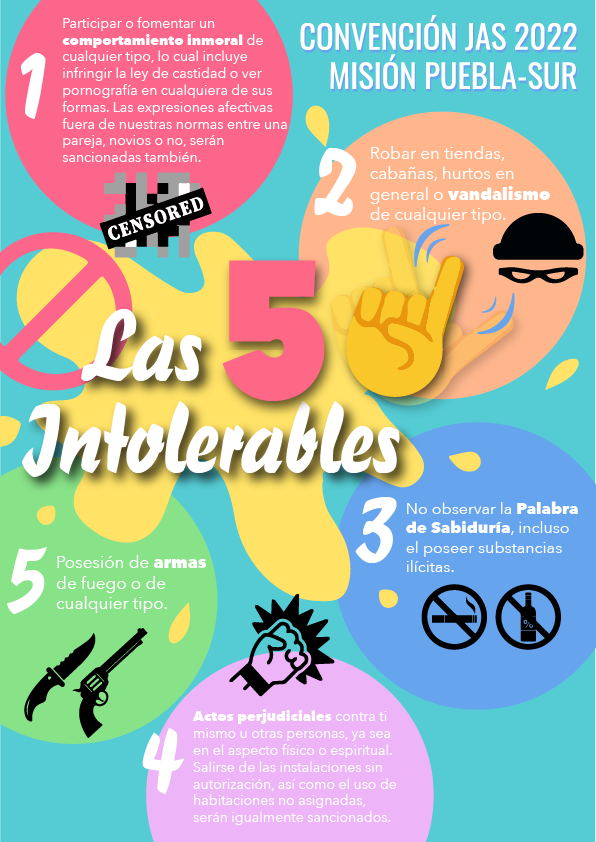 CONVENCIÓN JAS 2022
MISIÓN PUEBLA-SUR
1
Participar o fomentar un
comportamiento inmoral de
cualquier tipo, lo cual incluye
infringir la ley de castidad o ver
pornografía en cualquiera de sus
formas. Las expresiones afectivas
fuera de nuestras normas entre una
pareja, novios o no, serán
sancionadas también.
CENSORED
2
Robar en tiendas,
cabañas, hurtos en
general o vandalismo
de cualquier tipo.
Las 5
Intolerables
3
No observar la Palabra
de Sabiduría, incluso
el poseer substancias
ilícitas.
%
5
Posesión de armas
de fuego o de
cualquier tipo.
4
Actos perjudiciales contra ti
mismo u otras personas, ya sea
en el aspecto físico o espiritual.
Salirse de las instalaciones sin
autorización, así como el uso de
habitaciones no asignadas,
serán igualmente sancionados.